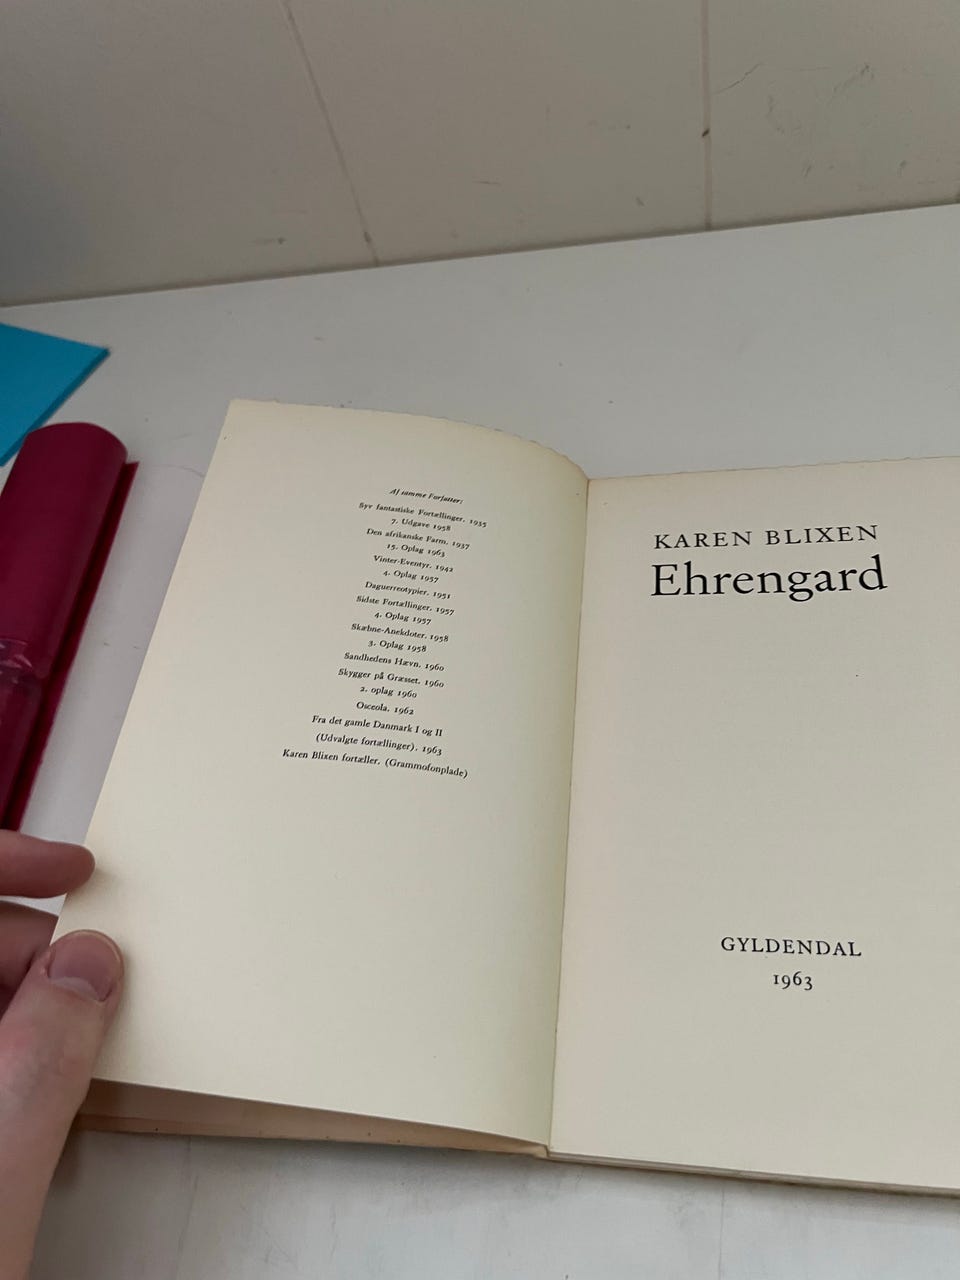 Af samme Forfatter:
Syv fantastiske Fortællinger. 1935
7. Udgave 1958
Den afrikanske Farm. 1937
15. Oplag 1963
Vinter-Eventyr. 1942
4. Oplag 1957
Daguerreotypier. 1951
Sidste Fortællinger. 1957
4. Oplag 1957
Skæbne-Anekdoter. 1958
3. Oplag 1958
Sandhedens Hævn. 1960
Skygger på Græsset. 1960
2. oplag 1960
Osceola. 1962
Fra det gamle Danmark I og II
(Udvalgte fortællinger). 1963
Karen Blixen fortæller. (Grammofonplade)
KAREN BLIXEN
Ehrengard
GYLDENDAL
1963